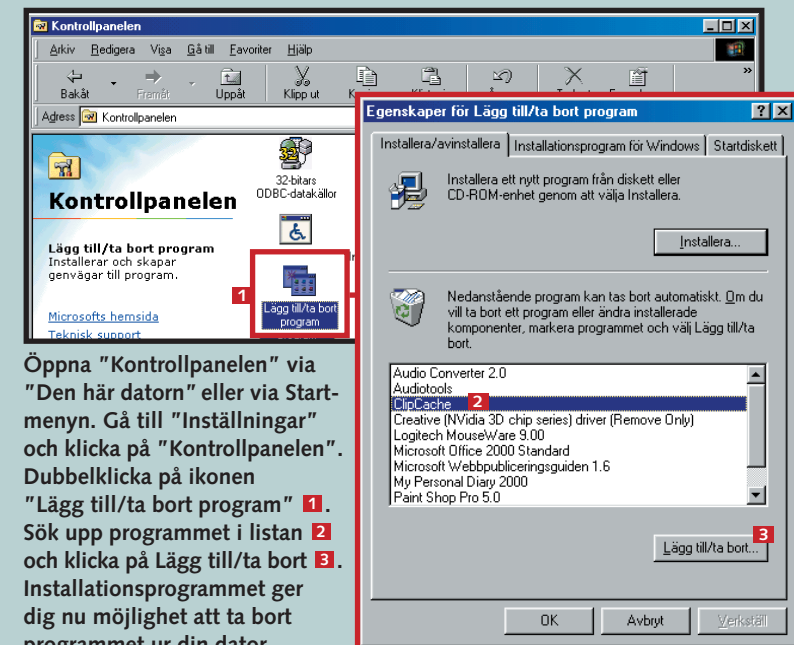 Kontrollpanelen
Arkiv Redigera Visa Gå till Favoriter Hjälp
Bakåt Framåt Uppåt Klipp ut
»
Adress Kontrollpanelen
Kontrollpanelen
Lägg till/ta bort program
Installerar och skapar
genvägar till program.
Microsofts hemsida
Teknisk support
32-bitars
ODBC-datakällor
1
Lägg till/ta bort
program
Egenskaper för Lägg till/ta bort program
Installera/avinstallera Installationsprogram för Windows Startdiskett
Installera ett nytt program från diskett eller
CD-ROM-enhet genom att välja Installera.
Installera...
Nedanstående program kan tas bort automatiskt. Om du
vill ta bort ett program eller ändra installerade
komponenter, markera programmet och välj Lägg till/ta
bort.
Audio Converter 2.0
Audiotools
ClipCache 2
Creative (NVidia 3D chip series) driver (Remove Only)
Logitech MouseWare 9.00
Microsoft Office 2000 Standard
Microsoft Webbpubliceringsguiden 1.6
My Personal Diary 2000
Paint Shop Pro 5.0
3
Lägg till/ta bort...
OK Avbryt Verkställ
Öppna "Kontrollpanelen" via
"Den här datorn" eller via Start-
menyn. Gå till "Inställningar"
och klicka på "Kontrollpanelen".
Dubbelklicka på ikonen
"Lägg till/ta bort program" 1.
Sök upp programmet i listan 2
och klicka på Lägg till/ta bort 3.
Installationsprogrammet ger
dig nu möjlighet att ta bort
programmet ur din dator